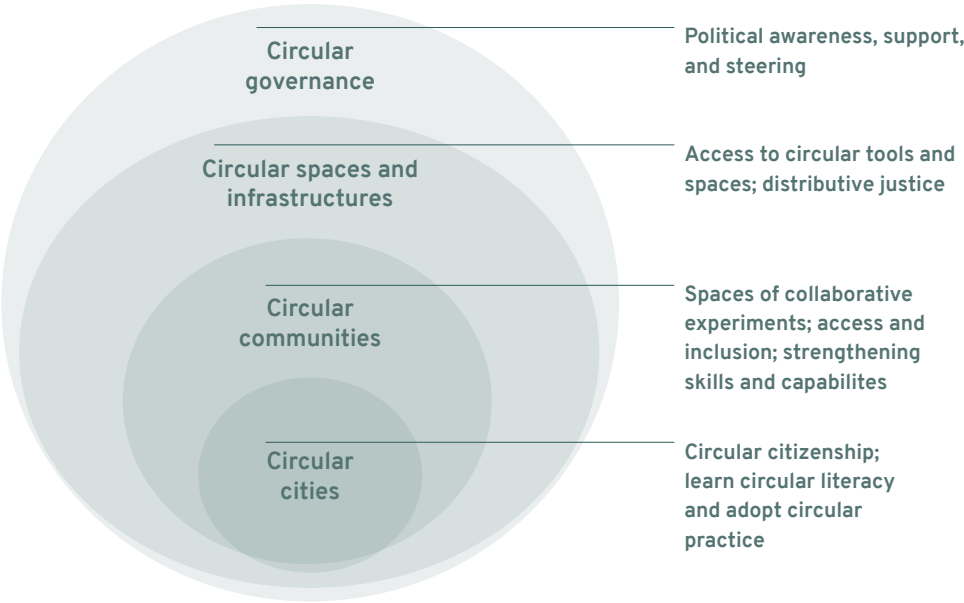 Circular
governance
Political awareness, support,
and steering
Circular spaces and
infrastructures
Access to circular tools and
spaces; distributive justice
Circular
communities
Spaces of collaborative
experiments; access and
inclusion; strengthening
skills and capabilites
Circular
cities
Circular citizenship;
learn circular literacy
and adopt circular
practice